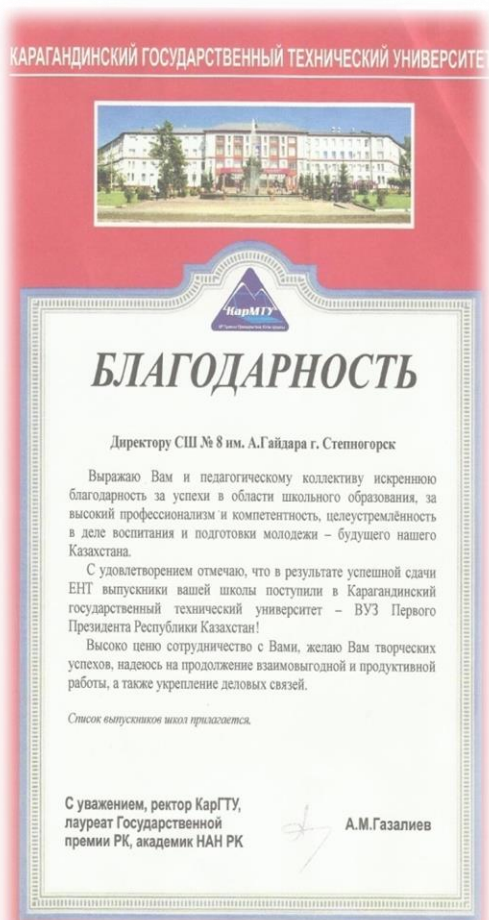 КАРАГАНДИНСКИЙ ГОСУДАРСТВЕННЫЙ ТЕХНИЧЕСКИЙ УНИВЕРСИТЕТ
"КарМТУ"
БЛАГОДАРНОСТЬ
Директору СШ № 8 им. А.Гайдара г. Степногорск
Выражаю Вам и педагогическому коллективу искреннюю
благодарность за успехи в области школьного образования, за
высокий профессионализм и компетентность, целеустремлённость
в деле воспитания и подготовки молодежи – будущего нашего
Казахстана.
С удовлетворением отмечаю, что в результате успешной сдачи
ЕНТ выпускники вашей школы поступили в Карагандинский
государственный технический университет – ВУЗ Первого
Президента Республики Казахстан!
Высоко ценю сотрудничество с Вами, желаю Вам творческих
успехов, надеюсь на продолжение взаимовыгодной и продуктивной
работы, а также укрепление деловых связей.
Список выпускников школ прилагается.
С уважением, ректор КарГТУ,
лауреат Государственной
премии РК, академик НАН РК
А.М.Газалиев